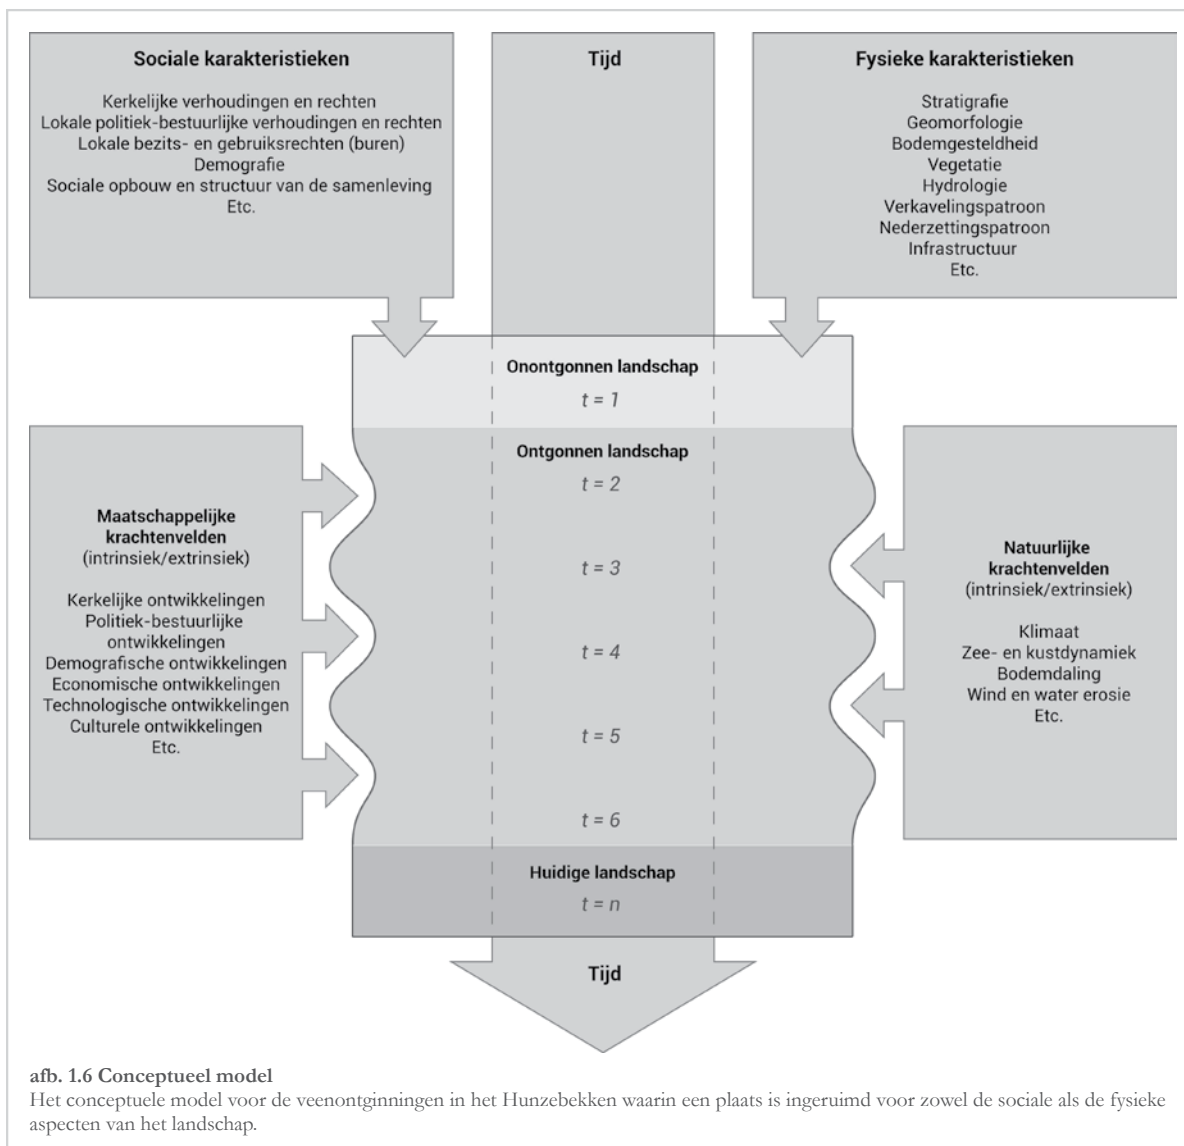 Sociale karakteristieken
Kerkelijke verhoudingen en rechten
Lokale politiek-bestuurlijke verhoudingen en rechten
Lokale bezits- en gebruiksrechten (buren)
Demografie
Sociale opbouw en structuur van de samenleving
Etc.
Tijd
Fysieke karakteristieken
Stratigrafie
Geomorfologie
Bodemgesteldheid
Vegetatie
Hydrologie
Verkavelingspatroon
Nederzettingspatroon
Infrastructuur
Etc.
Onontgonnen landschap
t = 1
Ontgonnen landschap
t = 2
t = 3
t = 4
t = 5
t = 6
Huidige landschap
t = n
Tijd
Maatschappelijke
krachtenvelden
(intrinsiek/extrinsiek)
Kerkelijke ontwikkelingen
Politiek-bestuurlijke
ontwikkelingen
Demografische ontwikkelingen
Economische ontwikkelingen
Technologische ontwikkelingen
Culturele ontwikkelingen
Etc.
Natuurlijke
krachtenvelden
(intrinsiek/extrinsiek)
Klimaat
Zee- en kustdynamiek
Bodemdaling
Wind en water erosie
Etc.
afb. 1.6 Conceptueel model
Het conceptuele model voor de veenontginningen in het Hunzebekken waarin een plaats is ingeruimd voor zowel de sociale als de fysieke
aspecten van het landschap.